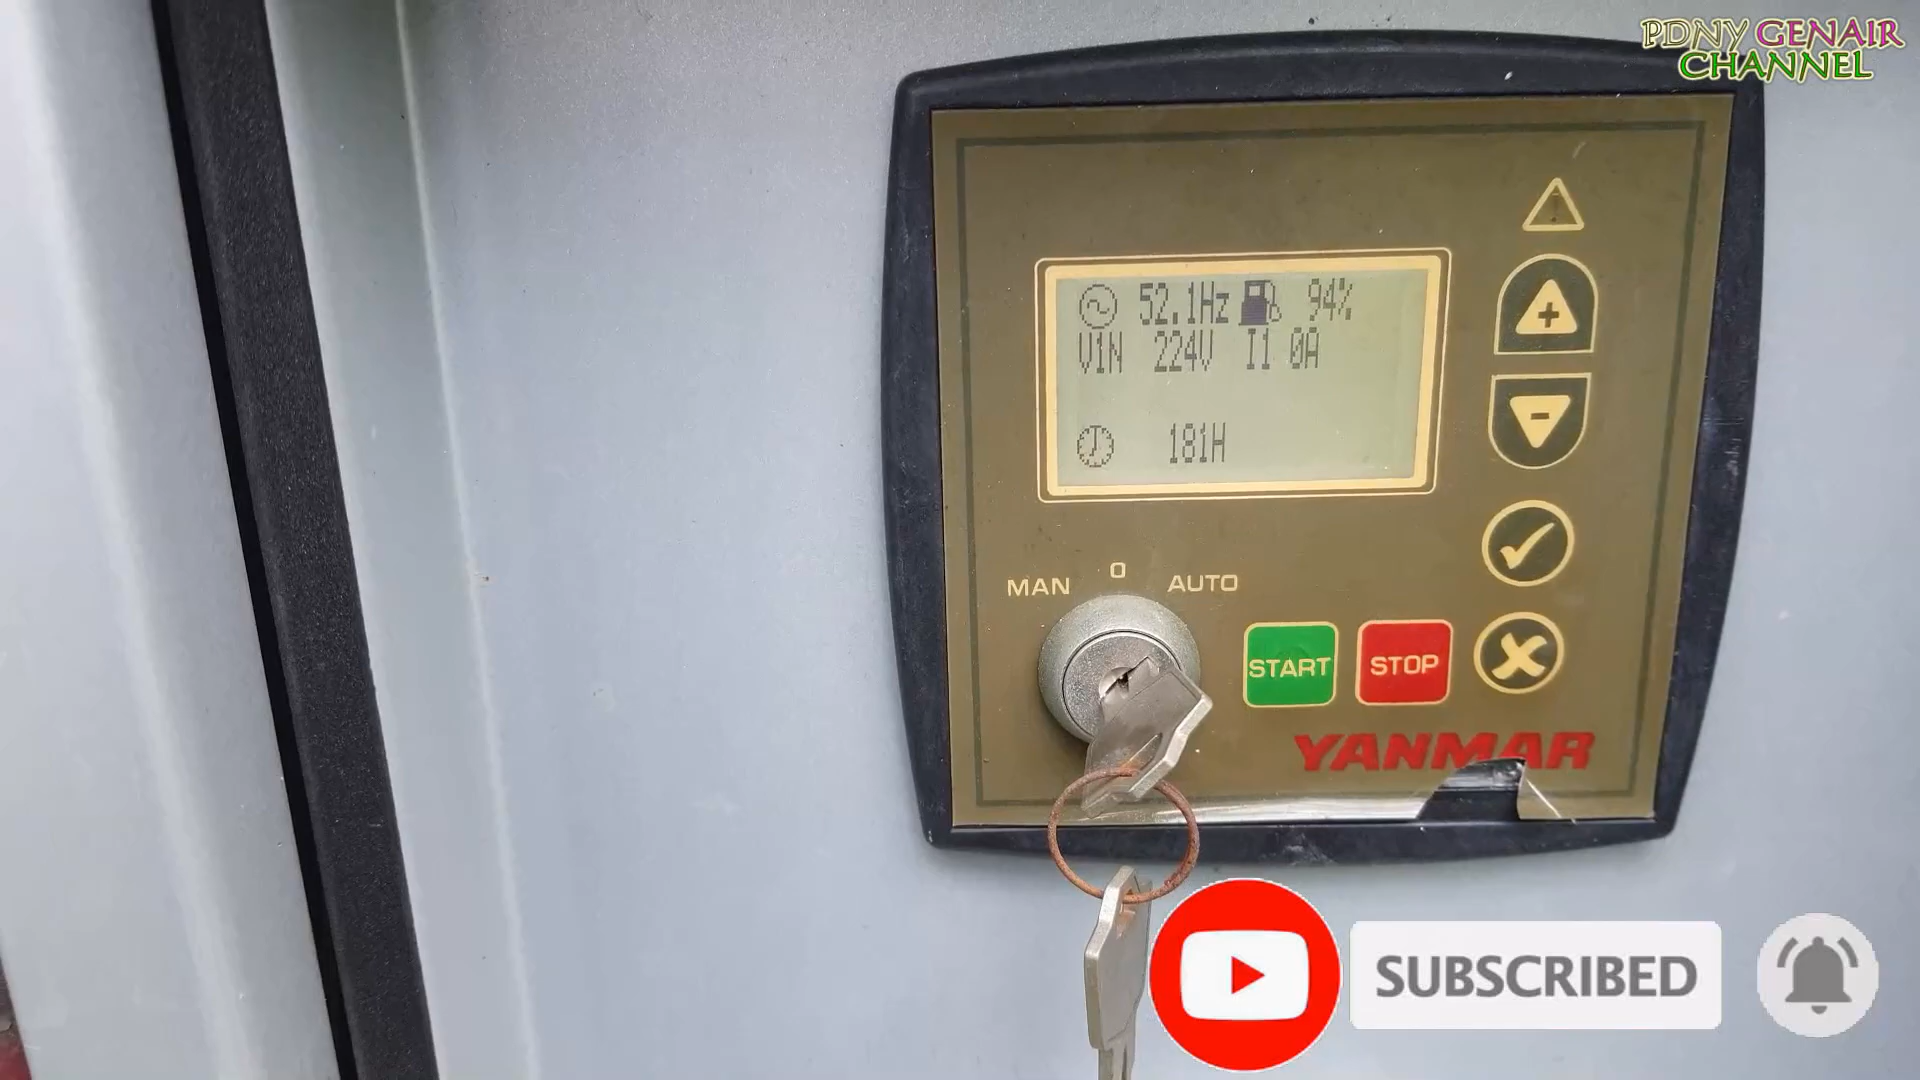 PDNY GENAIR
CHANNEL
52.1Hz 94%
V1N 224V I1 0A
181H
MAN 0 AUTO
START STOP
YANMAR
SUBSCRIBED